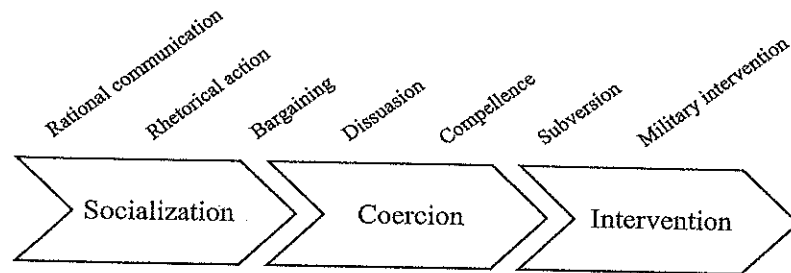 Rational communication
Rhetorical action
Bargaining
Dissuasion
Compellence
Subversion
Military intervention
Socialization
Coercion
Intervention